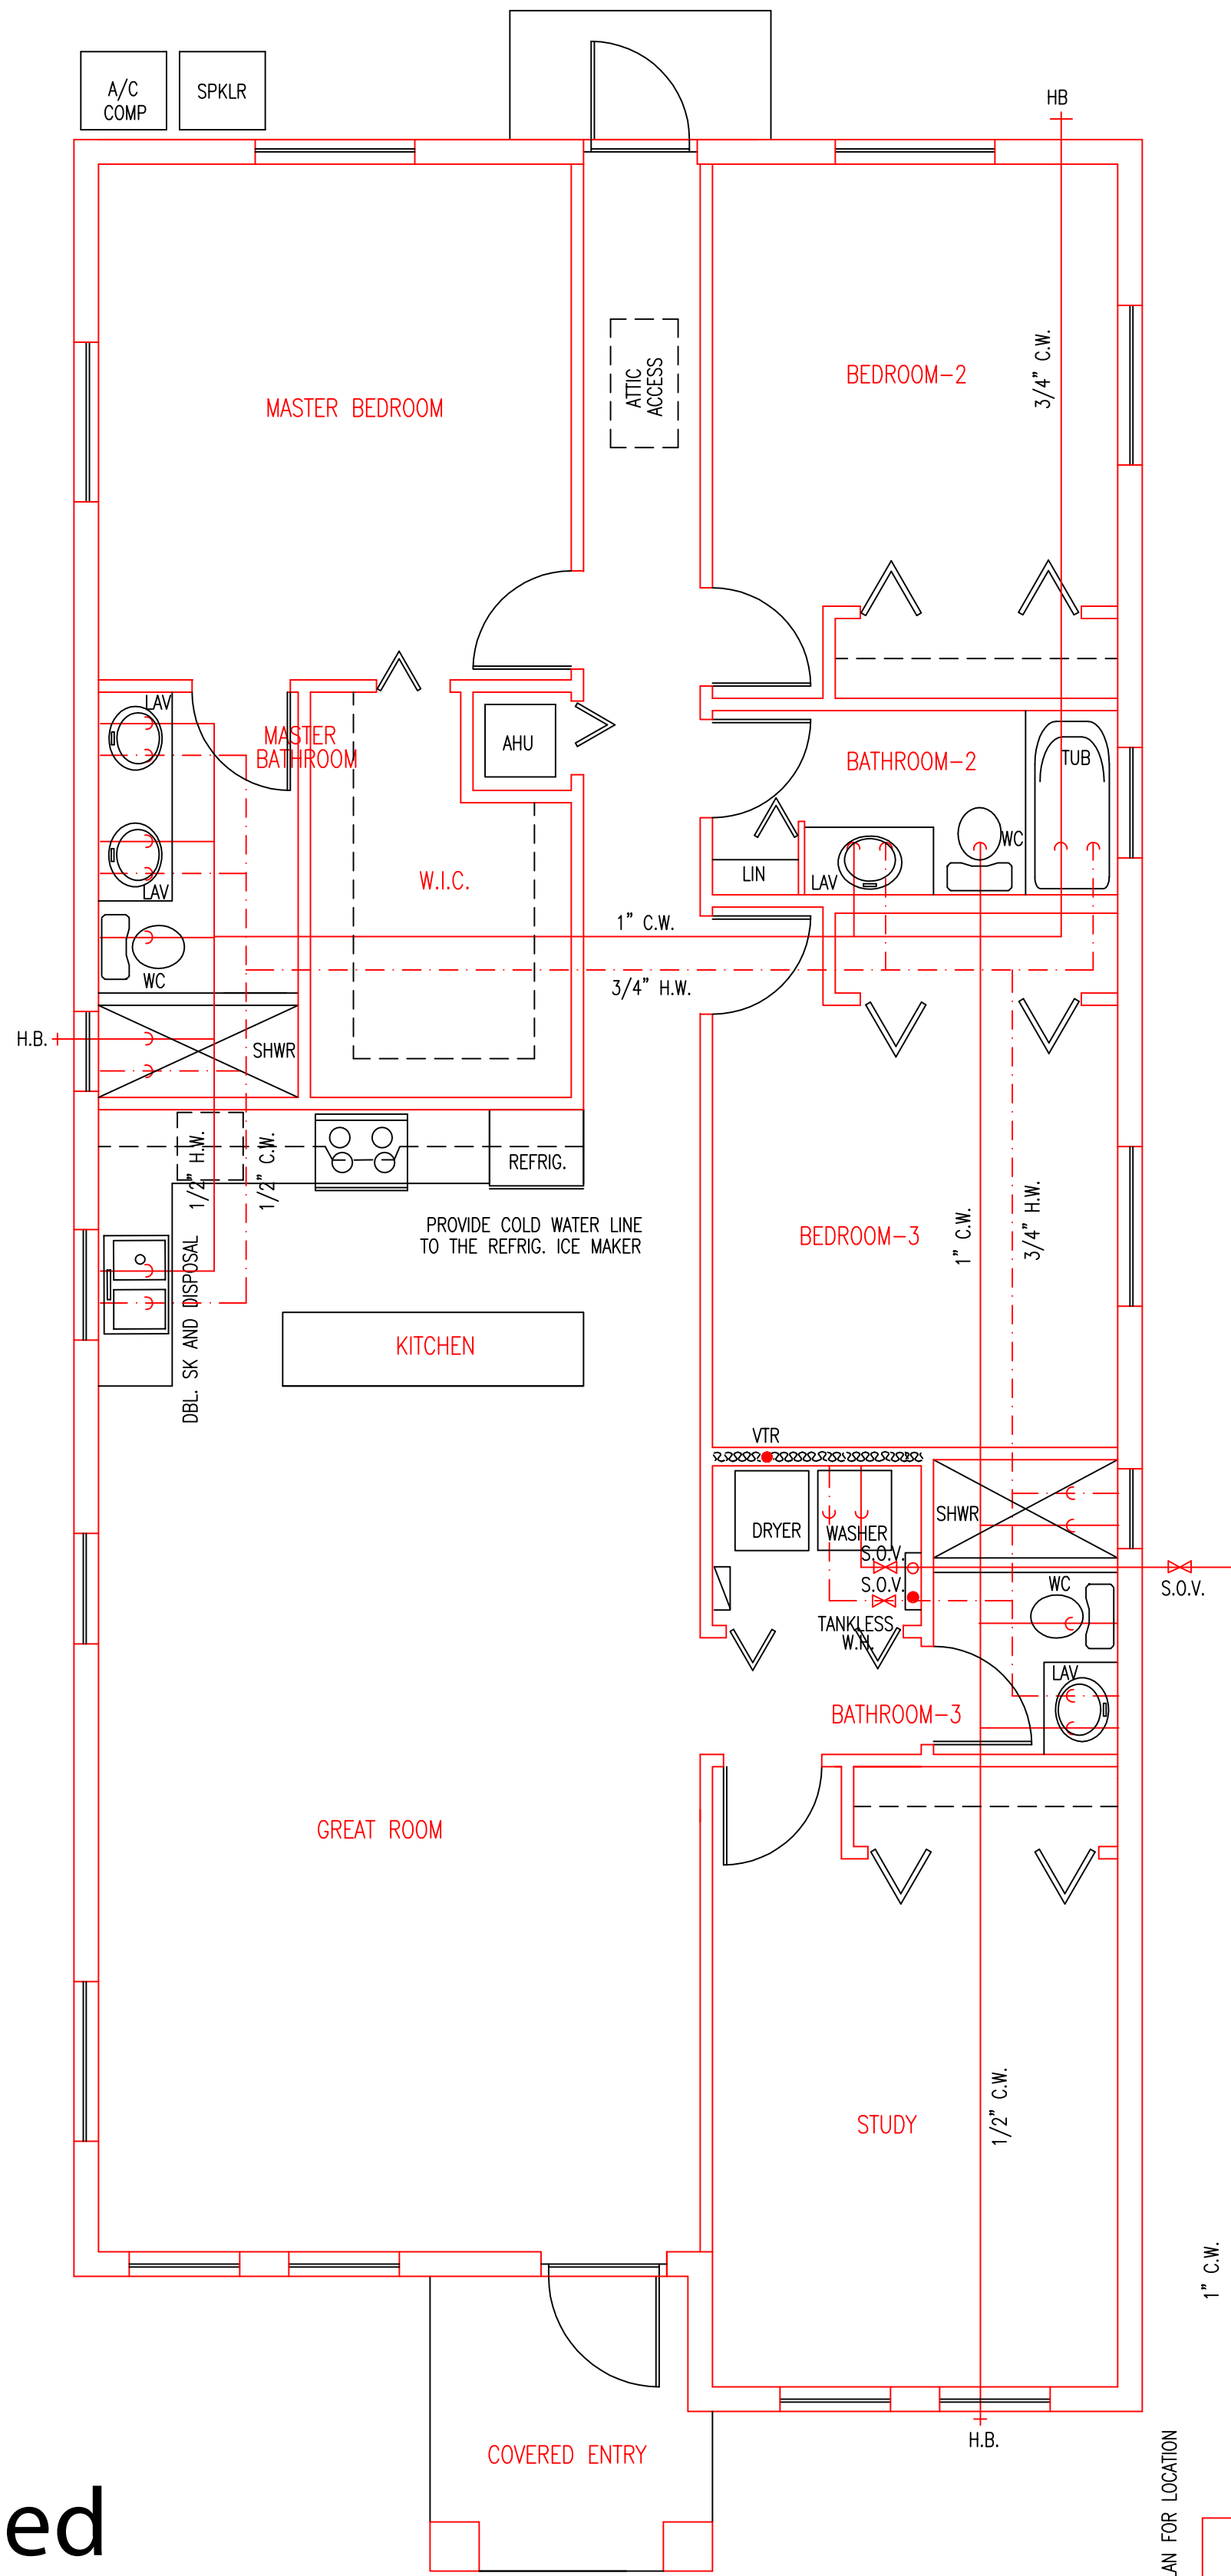 A/C
COMP
SPKLR
HB
MASTER BEDROOM
ATTIC
ACCESS
BEDROOM-2
3/4" C.W.
LAV
MASTER
BATHROOM
AHU
BATHROOM-2
TUB
WC
LIN
LAV
LAV
W.I.C.
1" C.W.
3/4" H.W.
WC
H.B.
SHWR
1/2" H.W.
1/2" C.W.
REFRIG.
PROVIDE COLD WATER LINE
TO THE REFRIG. ICE MAKER
BEDROOM-3
1" C.W.
3/4" H.W.
DBL. SK AND DISPOSAL
KITCHEN
VTR
DRYER
WASHER
SHWR
S.O.V.
S.O.V.
S.O.V.
WC
TANKLESS
W.H.
LAV
BATHROOM-3
GREAT ROOM
STUDY
1/2" C.W.
1" C.W.
H.B.
COVERED ENTRY
FOR LOCATION
ed